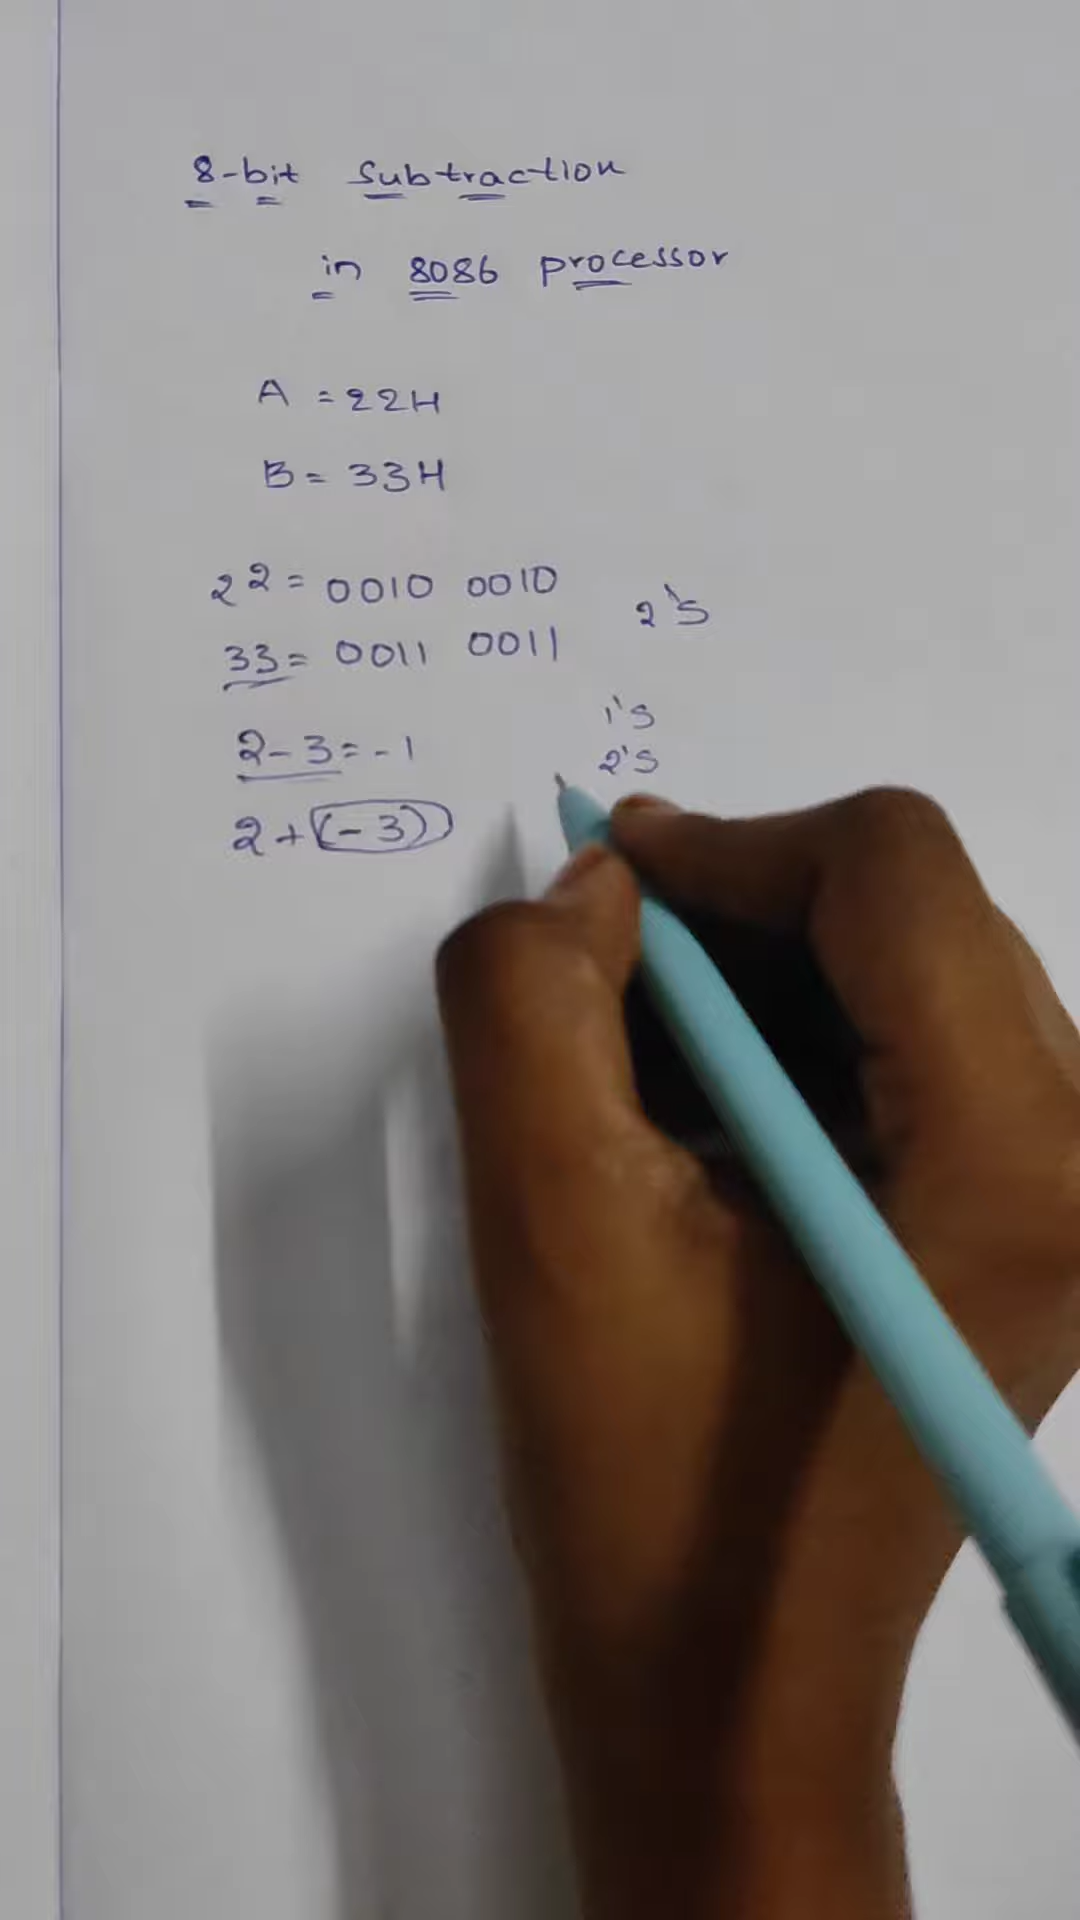 8-bit Subtraction
in 8086 processor
A = 22H
B = 33H
22 = 0010 0010
33 = 0011 0011
2's
2-3 = -1
1's
2's
2+(-3)